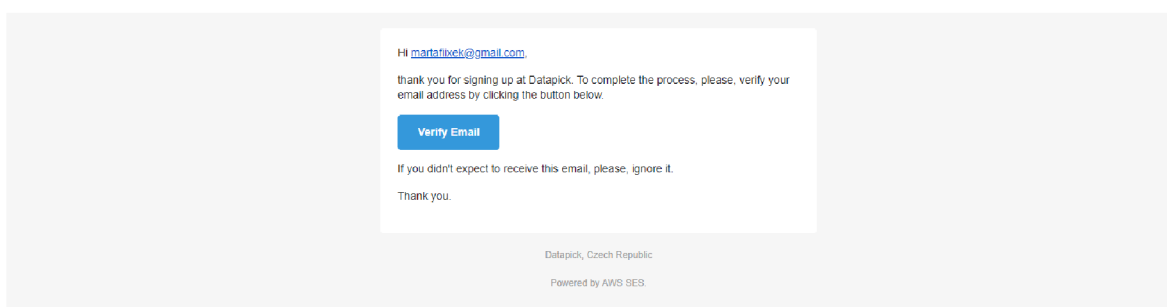 Hi martafiixek@gmail.com,
thank you for signing up at Datapick. To complete the process, please, verify your
email address by clicking the button below.
Verify Email
If you didn't expect to receive this email, please, ignore it.
Thank you.
Datapick, Czech Republic
Powered by AWS SES.